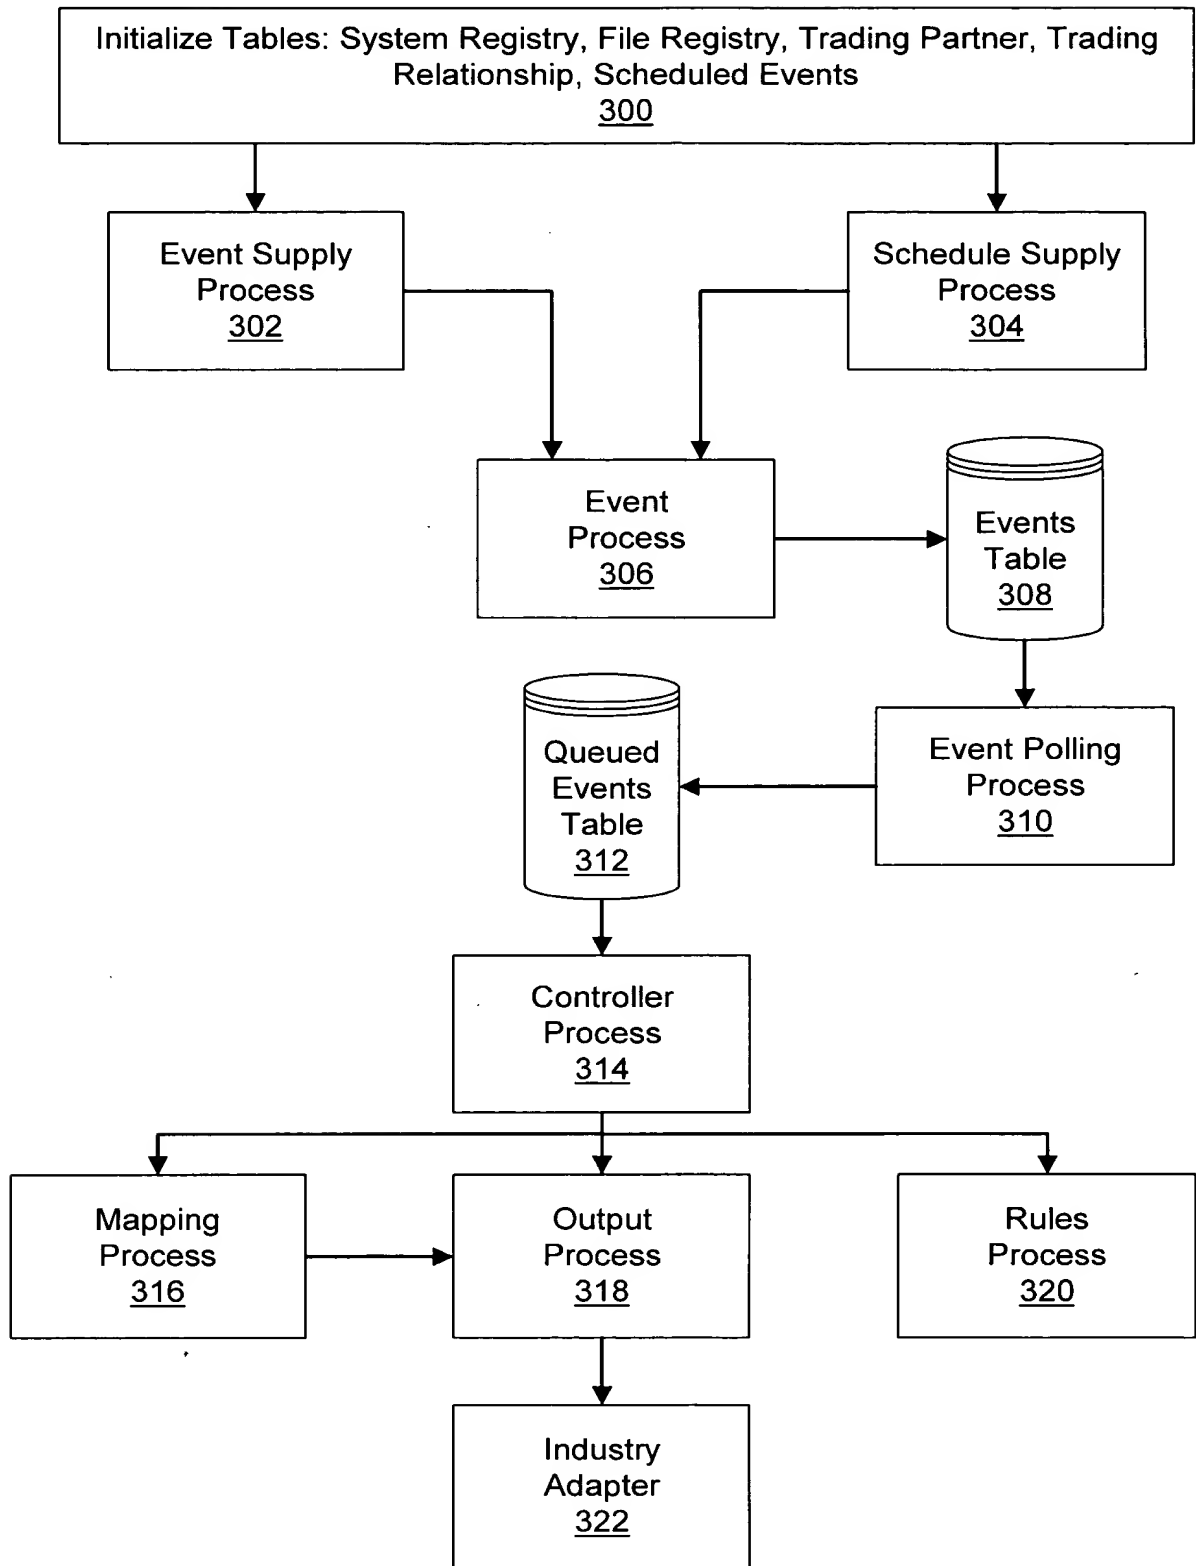 Initialize Tables: System Registry, File Registry, Trading Partner, Trading
Relationship, Scheduled Events
300
Event Supply
Process
302
Schedule Supply
Process
304
Event
Process
306
Events
Table
308
Event Polling
Process
310
Queued
Events
Table
312
Controller
Process
314
Mapping
Process
316
Output
Process
318
Rules
Process
320
Industry
Adapter
322